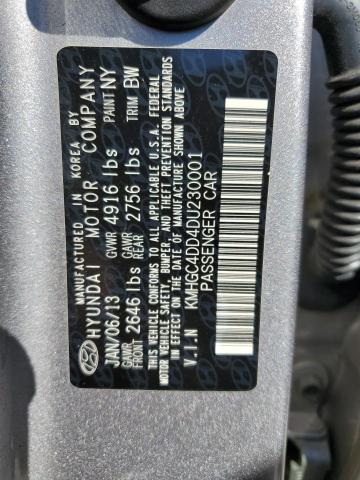 MANUFACTURED IN KOREA BY
HYUNDAI MOTOR COMPANY
JAN/06/13 GVWR 4916 lbs PAINT NY
GAWR FRONT 2646 lbs GAWR REAR 2756 lbs TRIM BW
THIS VEHICLE CONFORMS TO ALL APPLICABLE U.S.A. FEDERAL
MOTOR VEHICLE SAFETY, BUMPER, AND THEFT PREVENTION STANDARDS
IN EFFECT ON THE DATE OF MANUFACTURE SHOWN ABOVE
V.I.N KMHGC4DD4DU230001
PASSENGER CAR